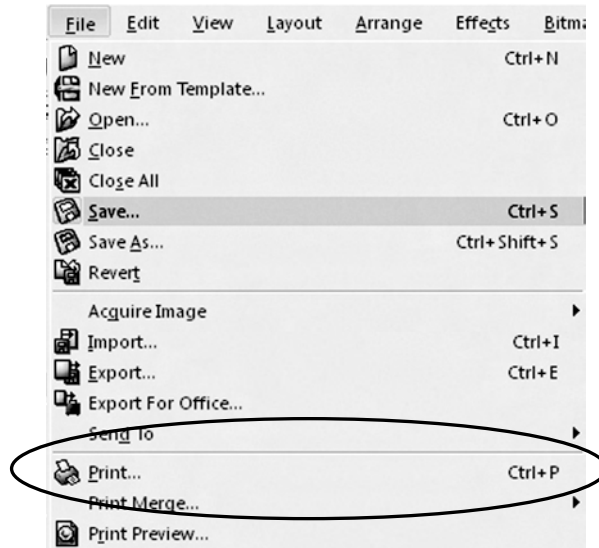 File Edit View Layout Arrange Effects Bitma
New Ctrl+N
New From Template...
Open... Ctrl+O
Close
Close All
Save... Ctrl+S
Save As... Ctrl+Shift+S
Revert
Acquire Image
Import... Ctrl+I
Export... Ctrl+E
Export For Office...
Send To
Print... Ctrl+P
Print Merge...
Print Preview...